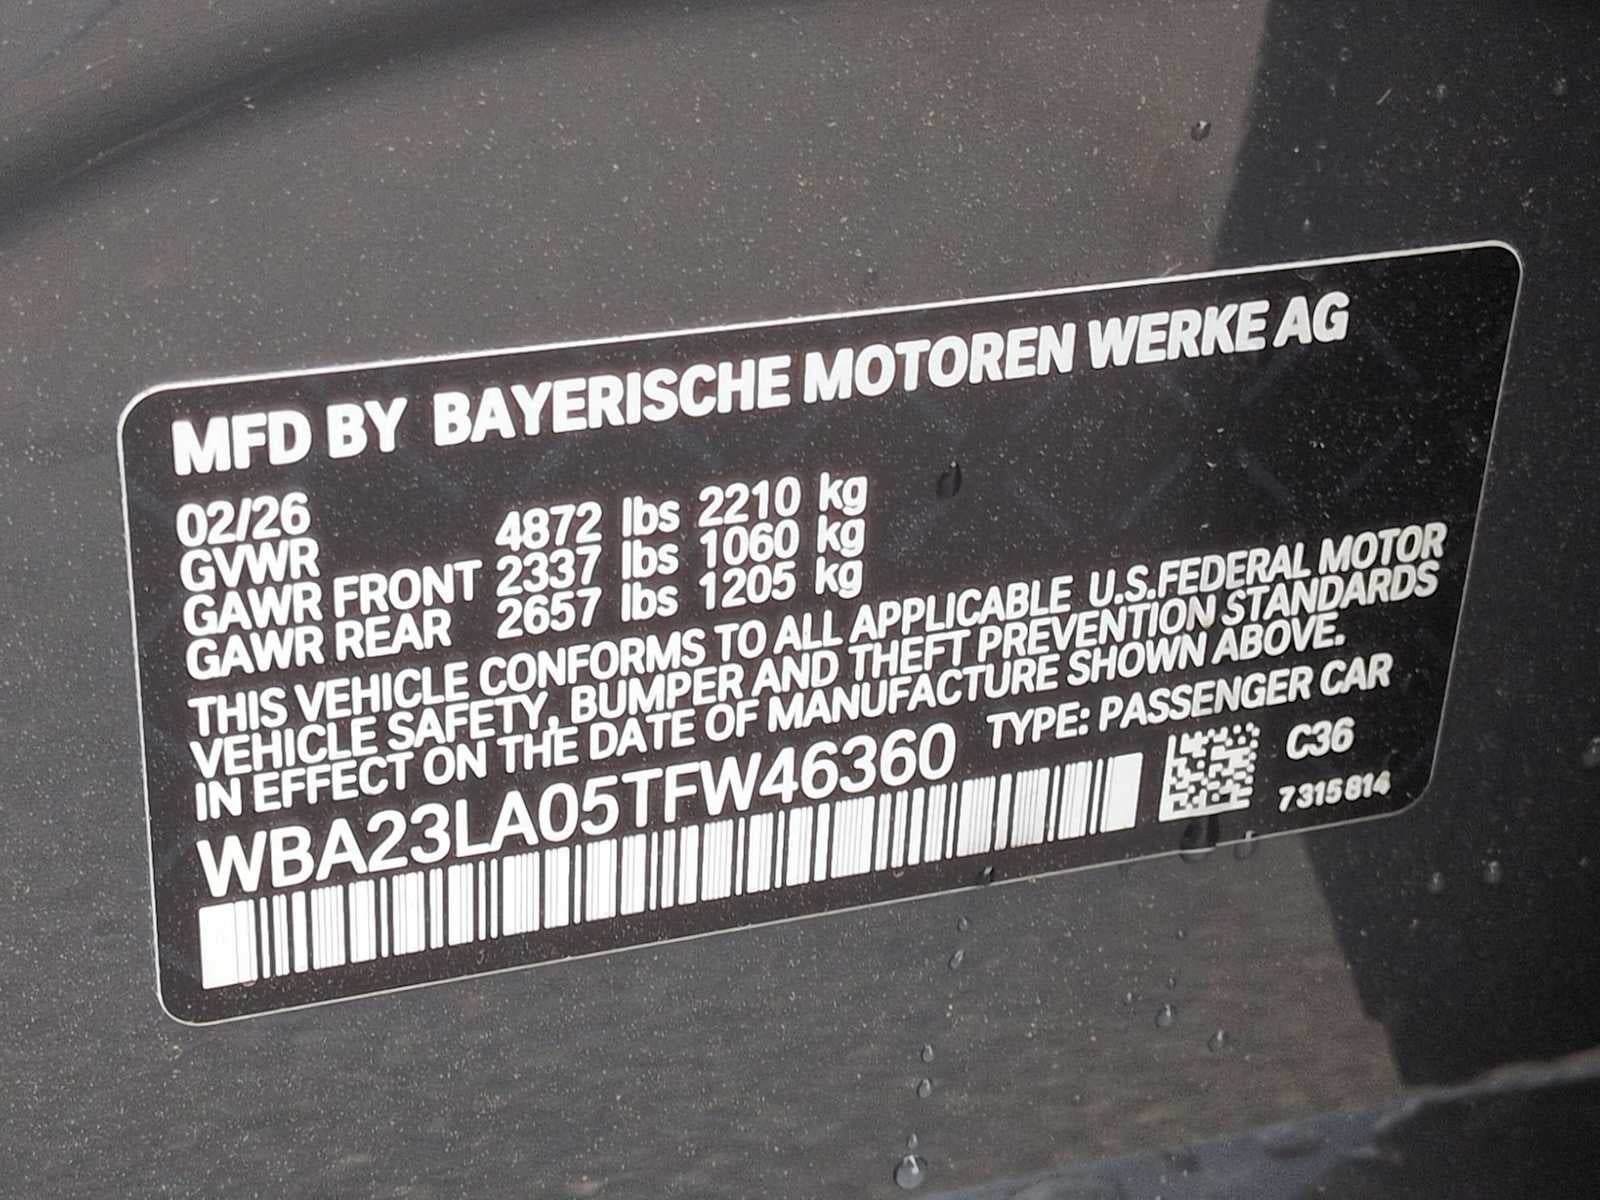 MFD BY BAYERISCHE MOTOREN WERKE AG
02/26
GVWR 4872 lbs 2210 kg
GAWR FRONT 2337 lbs 1060 kg
GAWR REAR 2657 lbs 1205 kg
THIS VEHICLE CONFORMS TO ALL APPLICABLE U.S.FEDERAL MOTOR
VEHICLE SAFETY, BUMPER AND THEFT PREVENTION STANDARDS
IN EFFECT ON THE DATE OF MANUFACTURE SHOWN ABOVE.
WBA23LA05TFW46360 TYPE: PASSENGER CAR
C36
7 315 814